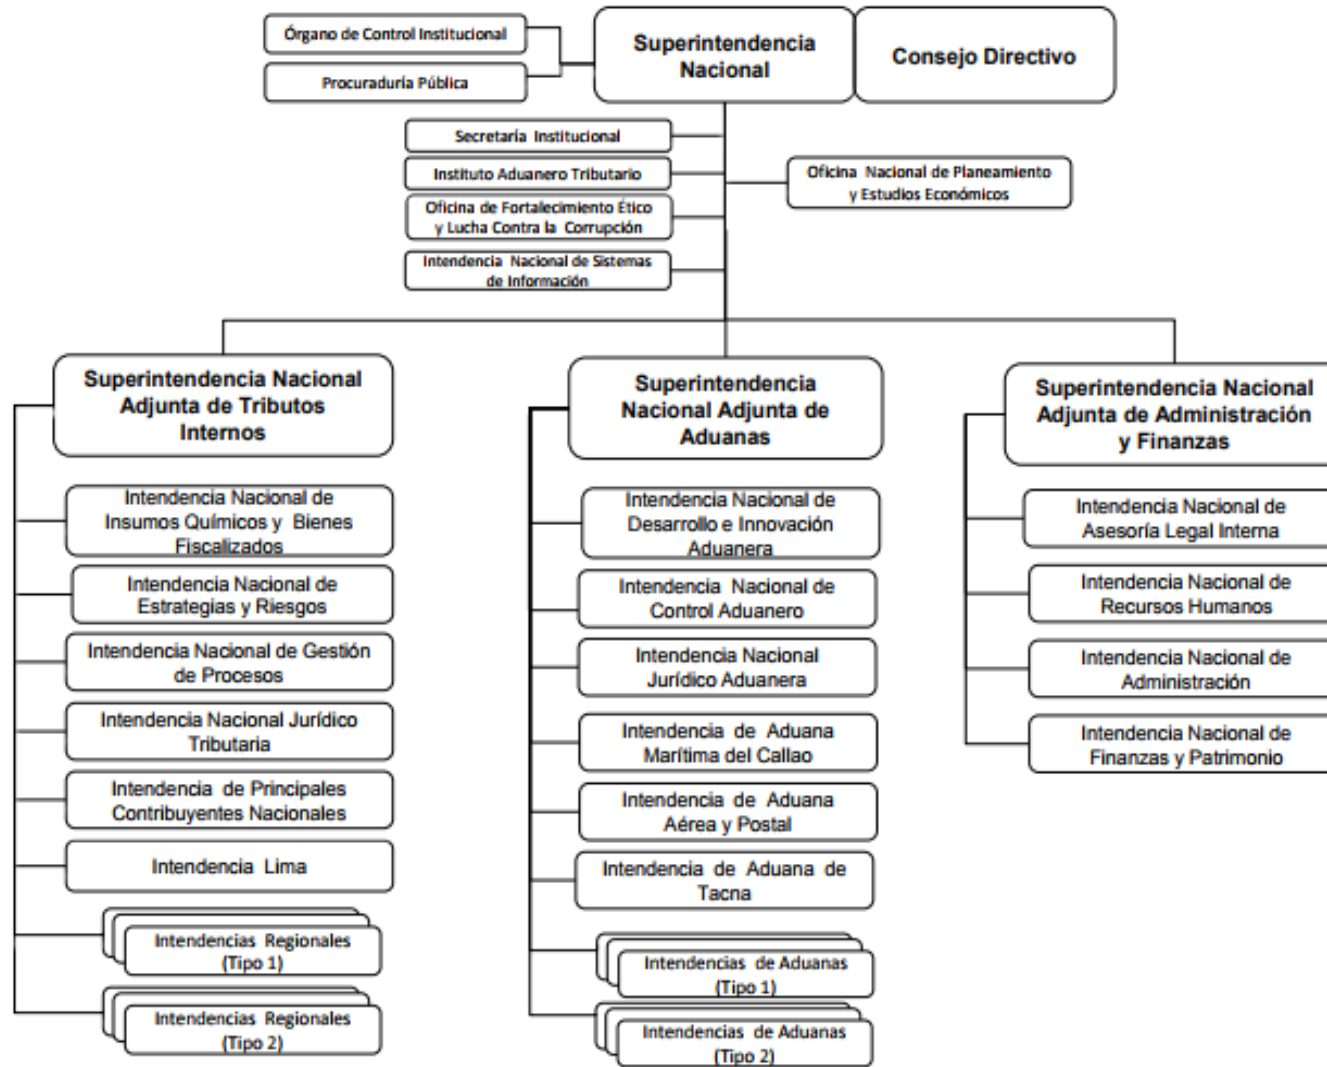 Órgano de Control Institucional
Procuraduría Pública
Superintendencia
Nacional
Consejo Directivo
Secretaría Institucional
Instituto Aduanero Tributario
Oficina de Fortalecimiento Ético
y Lucha Contra la Corrupción
Intendencia Nacional de Sistemas
de Información
Oficina Nacional de Planeamiento
y Estudios Económicos
Superintendencia Nacional
Adjunta de Tributos
Internos
Intendencia Nacional de
Insumos Químicos y Bienes
Fiscalizados
Intendencia Nacional de
Estrategias y Riesgos
Intendencia Nacional de Gestión
de Procesos
Intendencia Nacional Jurídico
Tributaria
Intendencia de Principales
Contribuyentes Nacionales
Intendencia Lima
Intendencias Regionales
(Tipo 1)
Intendencias Regionales
(Tipo 2)
Superintendencia
Nacional Adjunta de
Aduanas
Intendencia Nacional de
Desarrollo e Innovación
Aduanera
Intendencia Nacional de
Control Aduanero
Intendencia Nacional
Jurídico Aduanera
Intendencia de Aduana
Marítima del Callao
Intendencia de Aduana
Aérea y Postal
Intendencia de Aduana de
Tacna
Intendencias de Aduanas
(Tipo 1)
Intendencias de Aduanas
(Tipo 2)
Superintendencia Nacional
Adjunta de Administración
y Finanzas
Intendencia Nacional de
Asesoría Legal Interna
Intendencia Nacional de
Recursos Humanos
Intendencia Nacional de
Administración
Intendencia Nacional de
Finanzas y Patrimonio